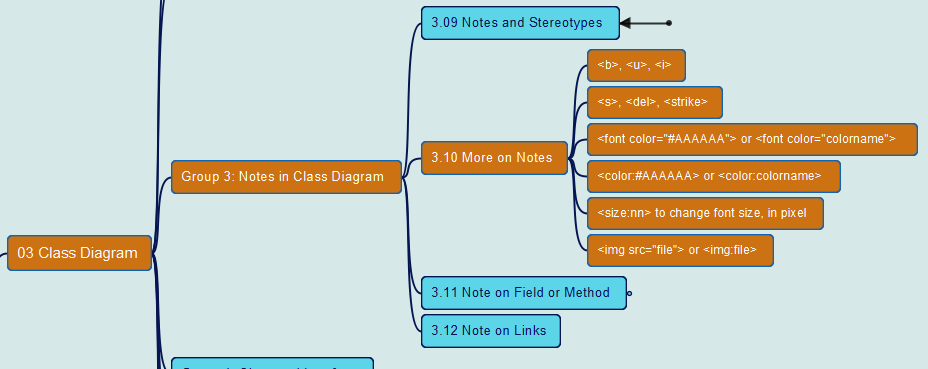 3.09 Notes and Stereotypes
<b>, <u>, <i>
<s>, <del>, <strike>
<font color="#AAAAAA"> or <font color="colorname">
3.10 More on Notes
Group 3: Notes in Class Diagram
<color:#AAAAAA> or <color:colorname>
<size:nn> to change font size, in pixel
03 Class Diagram
<img src="file"> or <img:file>
3.11 Note on Field or Method
3.12 Note on Links